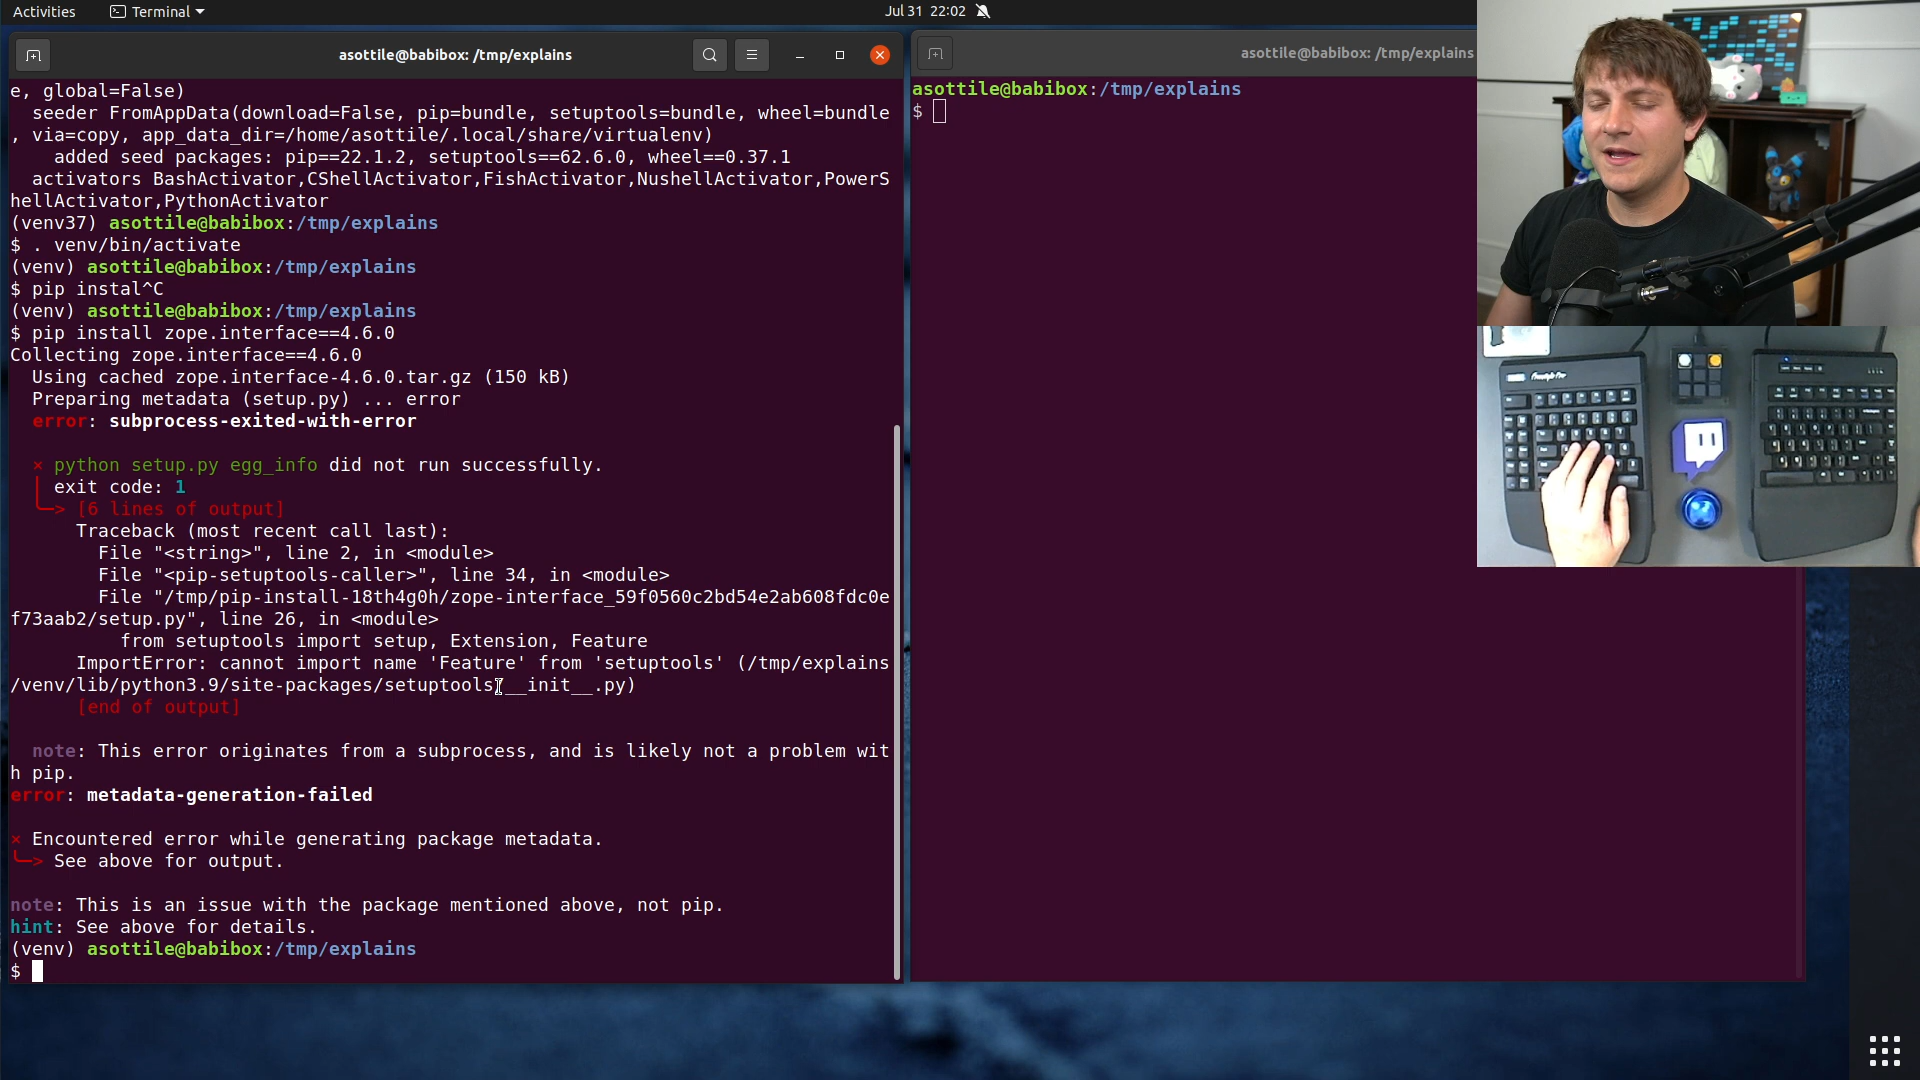 Activities
Terminal
Jul 31 22:02
asottile@babibox: /tmp/explains
e, global=False)
seeder FromAppData(download=False, pip=bundle, setuptools=bundle, wheel=bundle
, via=copy, app_data_dir=/home/asottile/.local/share/virtualenv)
added seed packages: pip==22.1.2, setuptools==62.6.0, wheel==0.37.1
activators BashActivator,CShellActivator,FishActivator,NushellActivator,PowerS
hellActivator,PythonActivator
(venv37) asottile@babibox:/tmp/explains
$ . venv/bin/activate
(venv) asottile@babibox:/tmp/explains
$ pip instal^C
(venv) asottile@babibox:/tmp/explains
$ pip install zope.interface==4.6.0
Collecting zope.interface==4.6.0
Using cached zope.interface-4.6.0.tar.gz (150 kB)
Preparing metadata (setup.py) ... error
error: subprocess-exited-with-error
× python setup.py egg_info did not run successfully.
│ exit code: 1
╰─> [6 lines of output]
Traceback (most recent call last):
File "<string>", line 2, in <module>
File "<pip-setuptools-caller>", line 34, in <module>
File "/tmp/pip-install-18th4g0h/zope-interface_59f0560c2bd54e2ab608fdc0e
f73aab2/setup.py", line 26, in <module>
from setuptools import setup, Extension, Feature
ImportError: cannot import name 'Feature' from 'setuptools' (/tmp/explains
/venv/lib/python3.9/site-packages/setuptools/__init__.py)
[end of output]
note: This error originates from a subprocess, and is likely not a problem wit
h pip.
error: metadata-generation-failed
× Encountered error while generating package metadata.
╰─> See above for output.
note: This is an issue with the package mentioned above, not pip.
hint: See above for details.
(venv) asottile@babibox:/tmp/explains
$
asottile@babibox: /tmp/explains
asottile@babibox:/tmp/explains
$